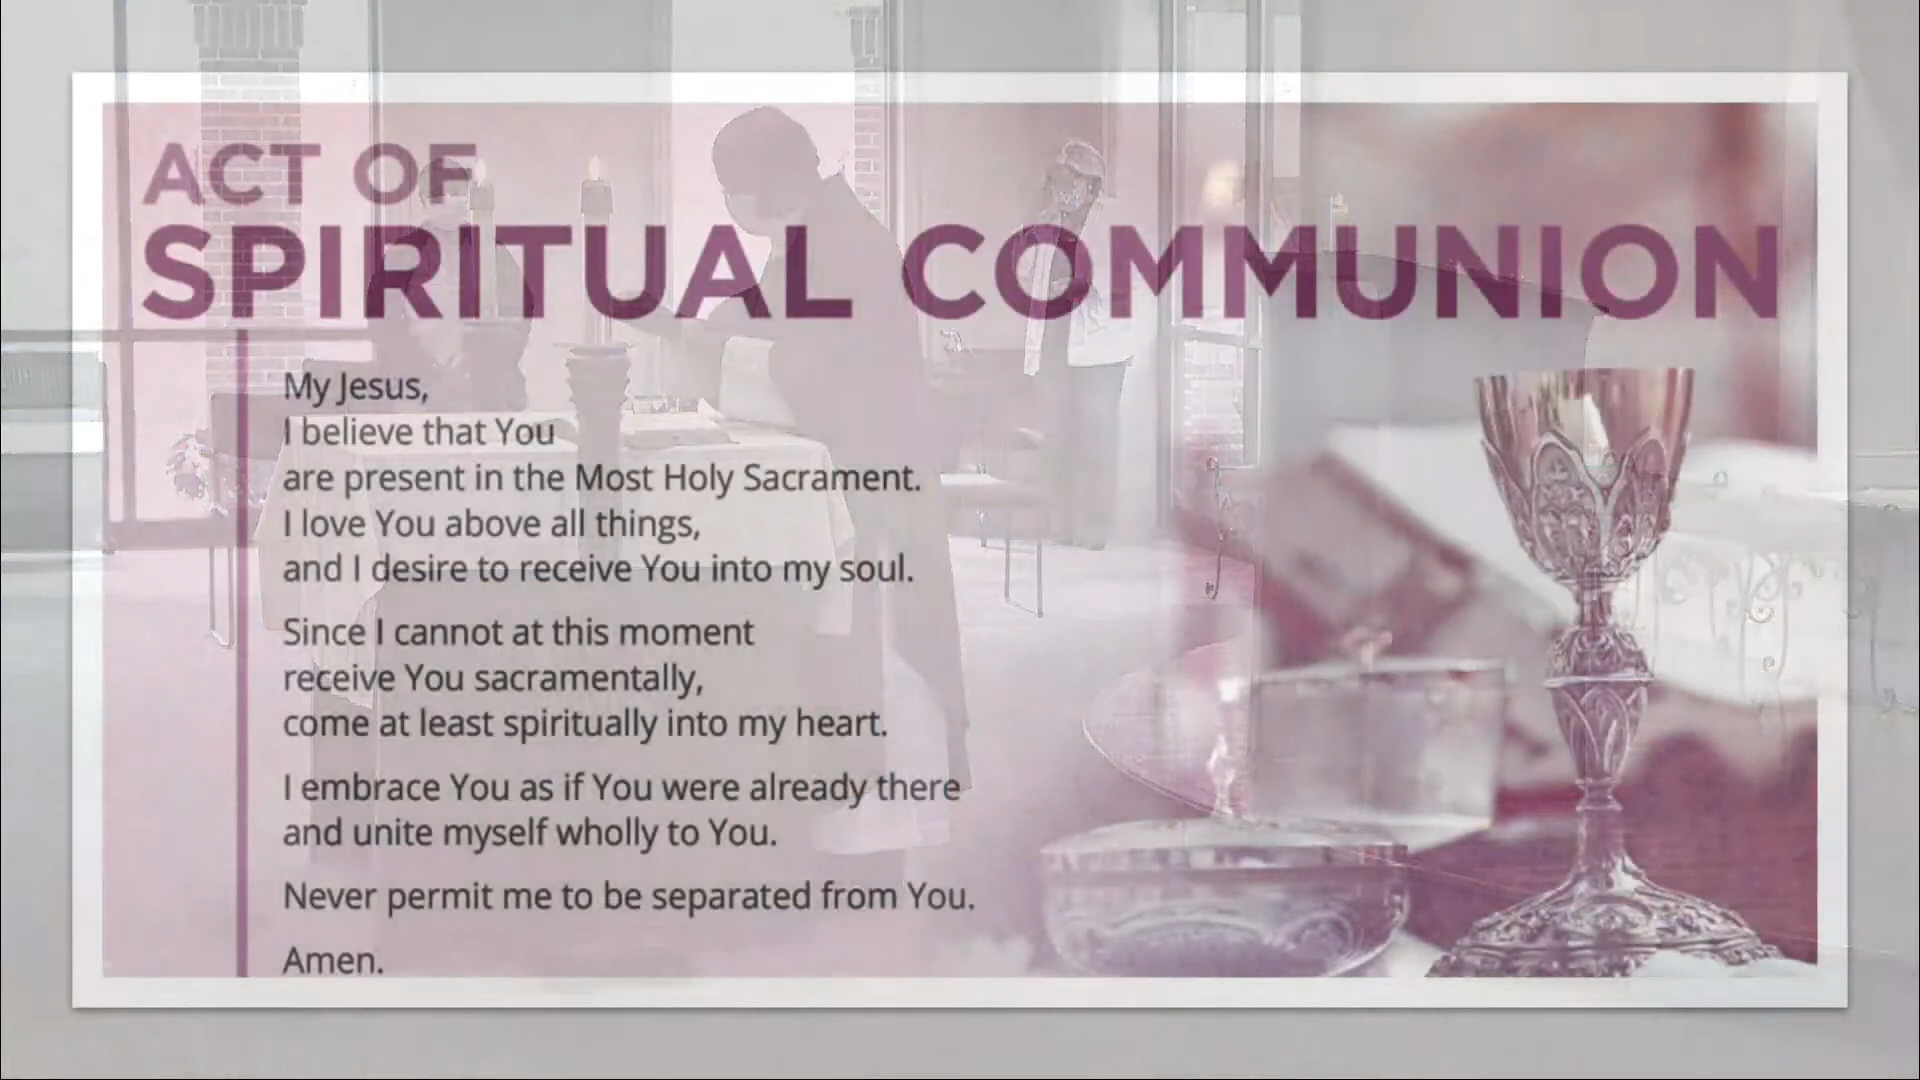 ACT OF
SPIRITUAL COMMUNION
My Jesus,
I believe that You
are present in the Most Holy Sacrament.
I love You above all things,
and I desire to receive You into my soul.
Since I cannot at this moment
receive You sacramentally,
come at least spiritually into my heart.
I embrace You as if You were already there
and unite myself wholly to You.
Never permit me to be separated from You.
Amen.